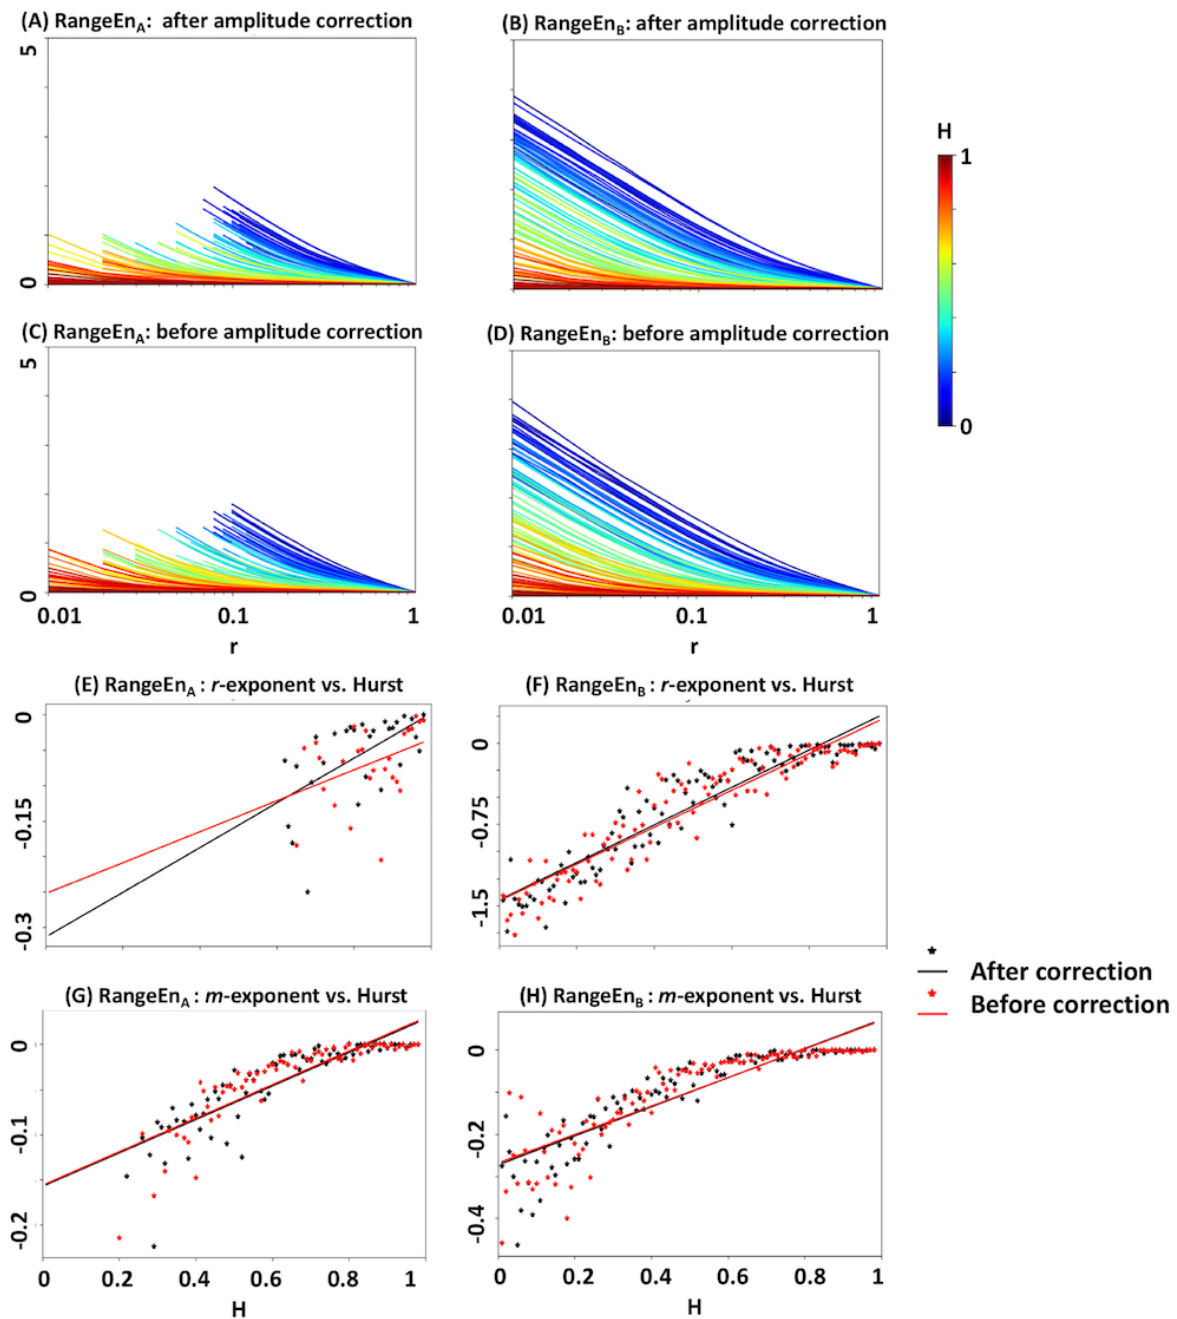 (A) RangeEnA: after amplitude correction
(B) RangeEnB: after amplitude correction
5
0
H
1
0
(C) RangeEnA: before amplitude correction
(D) RangeEnB: before amplitude correction
5
0
0.01 0.1 1
r
0.01 0.1 1
r
(E) RangeEnA : r-exponent vs. Hurst
(F) RangeEnB : r-exponent vs. Hurst
0
-0.15
-0.3
0
-0.75
-1.5
After correction
Before correction
(G) RangeEnA : m-exponent vs. Hurst
(H) RangeEnB : m-exponent vs. Hurst
0
-0.1
-0.2
0
-0.2
-0.4
0 0.2 0.4 0.6 0.8 1
H
0 0.2 0.4 0.6 0.8 1
H